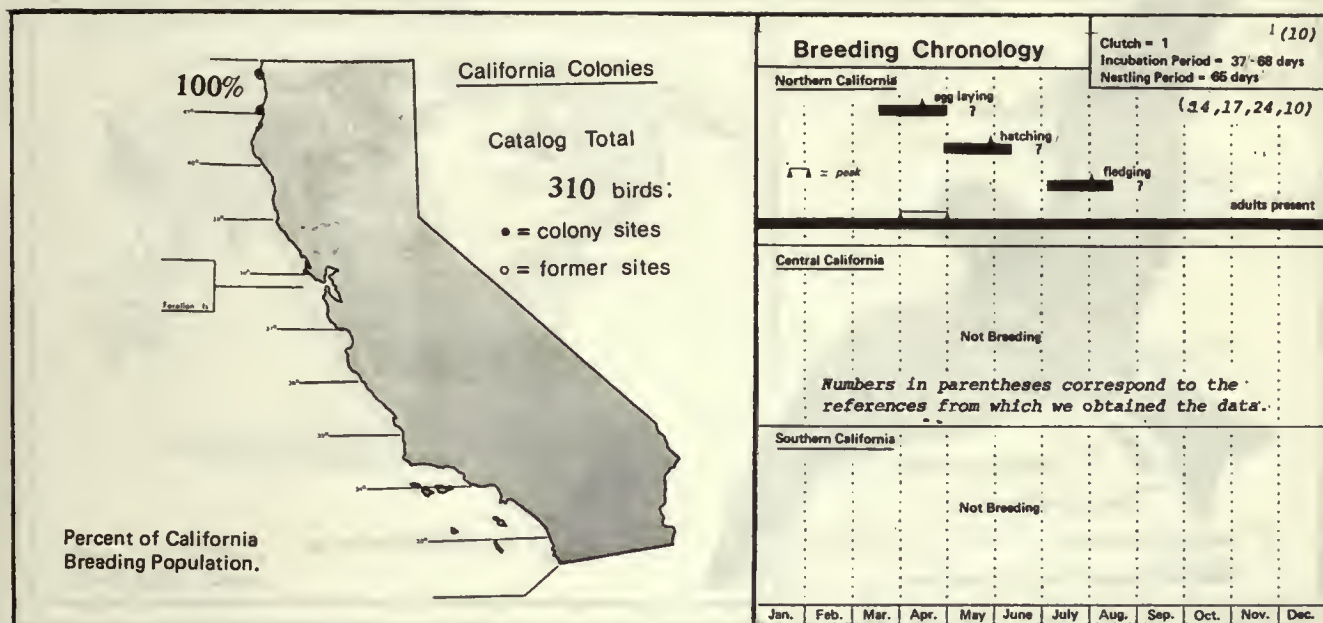 100%
California Colonies
Catalog Total
310 birds:
● = colony sites
○ = former sites
Percent of California
Breeding Population.
Breeding Chronology
(10)
Clutch = 1
Incubation Period = 37-68 days
Nestling Period = 65 days
Northern California
(14,17,24,10)
egg laying
?
hatching
?
= peak
fledging
?
adults present
Central California
Not Breeding
Numbers in parentheses correspond to the
references from which we obtained the data.
Southern California
Not Breeding
Jan. Feb. Mar. Apr. May June July Aug. Sep. Oct. Nov. Dec.